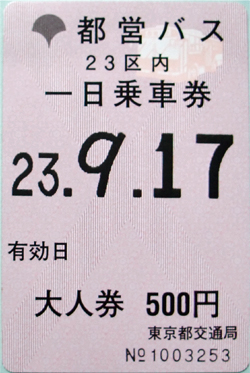 都営バス
23区内
一日乗車券
23.9.17
有効日
大人券 500円
東京都交通局
№1003253